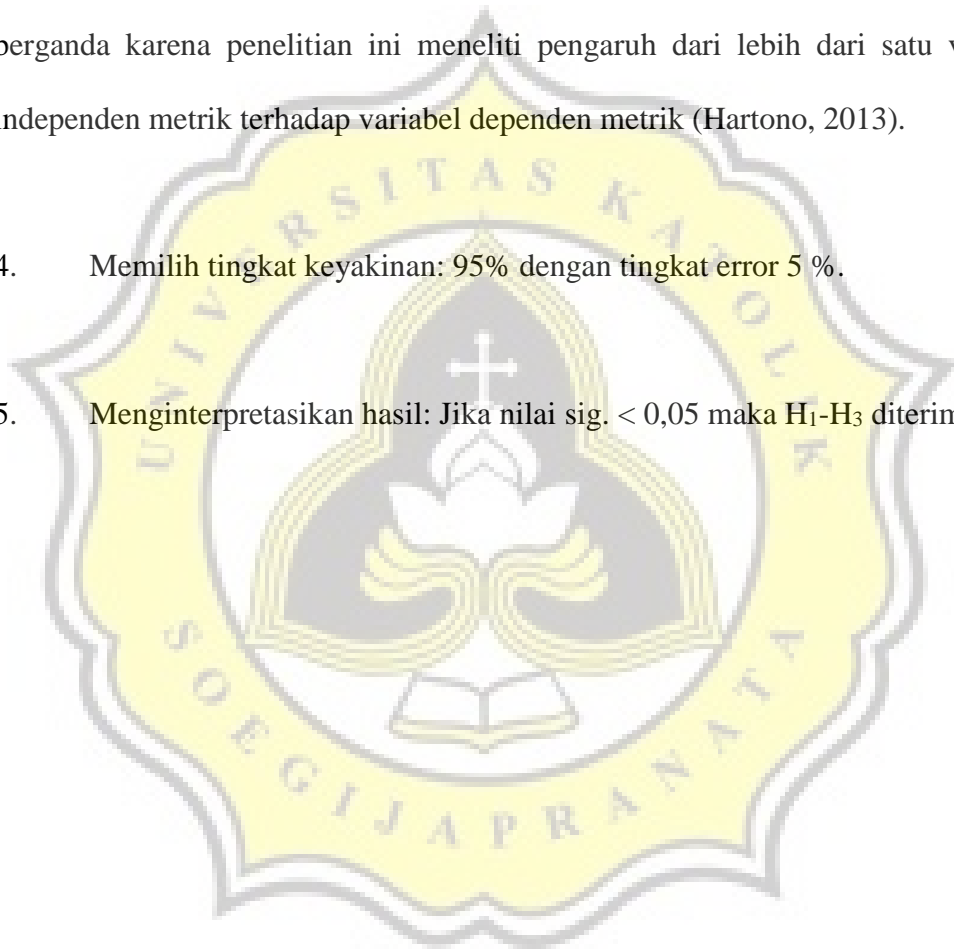 berganda karena penelitian ini meneliti pengaruh dari lebih dari satu
independen metrik terhadap variabel dependen metrik (Hartono, 2013).
UNIVERSITAS KATOLIK
4. Memilih tingkat keyakinan: 95% dengan tingkat error 5 %.
5. Menginterpretasikan hasil: Jika nilai sig. < 0,05 maka H₁-H₃
SOEGIJAPRANATA